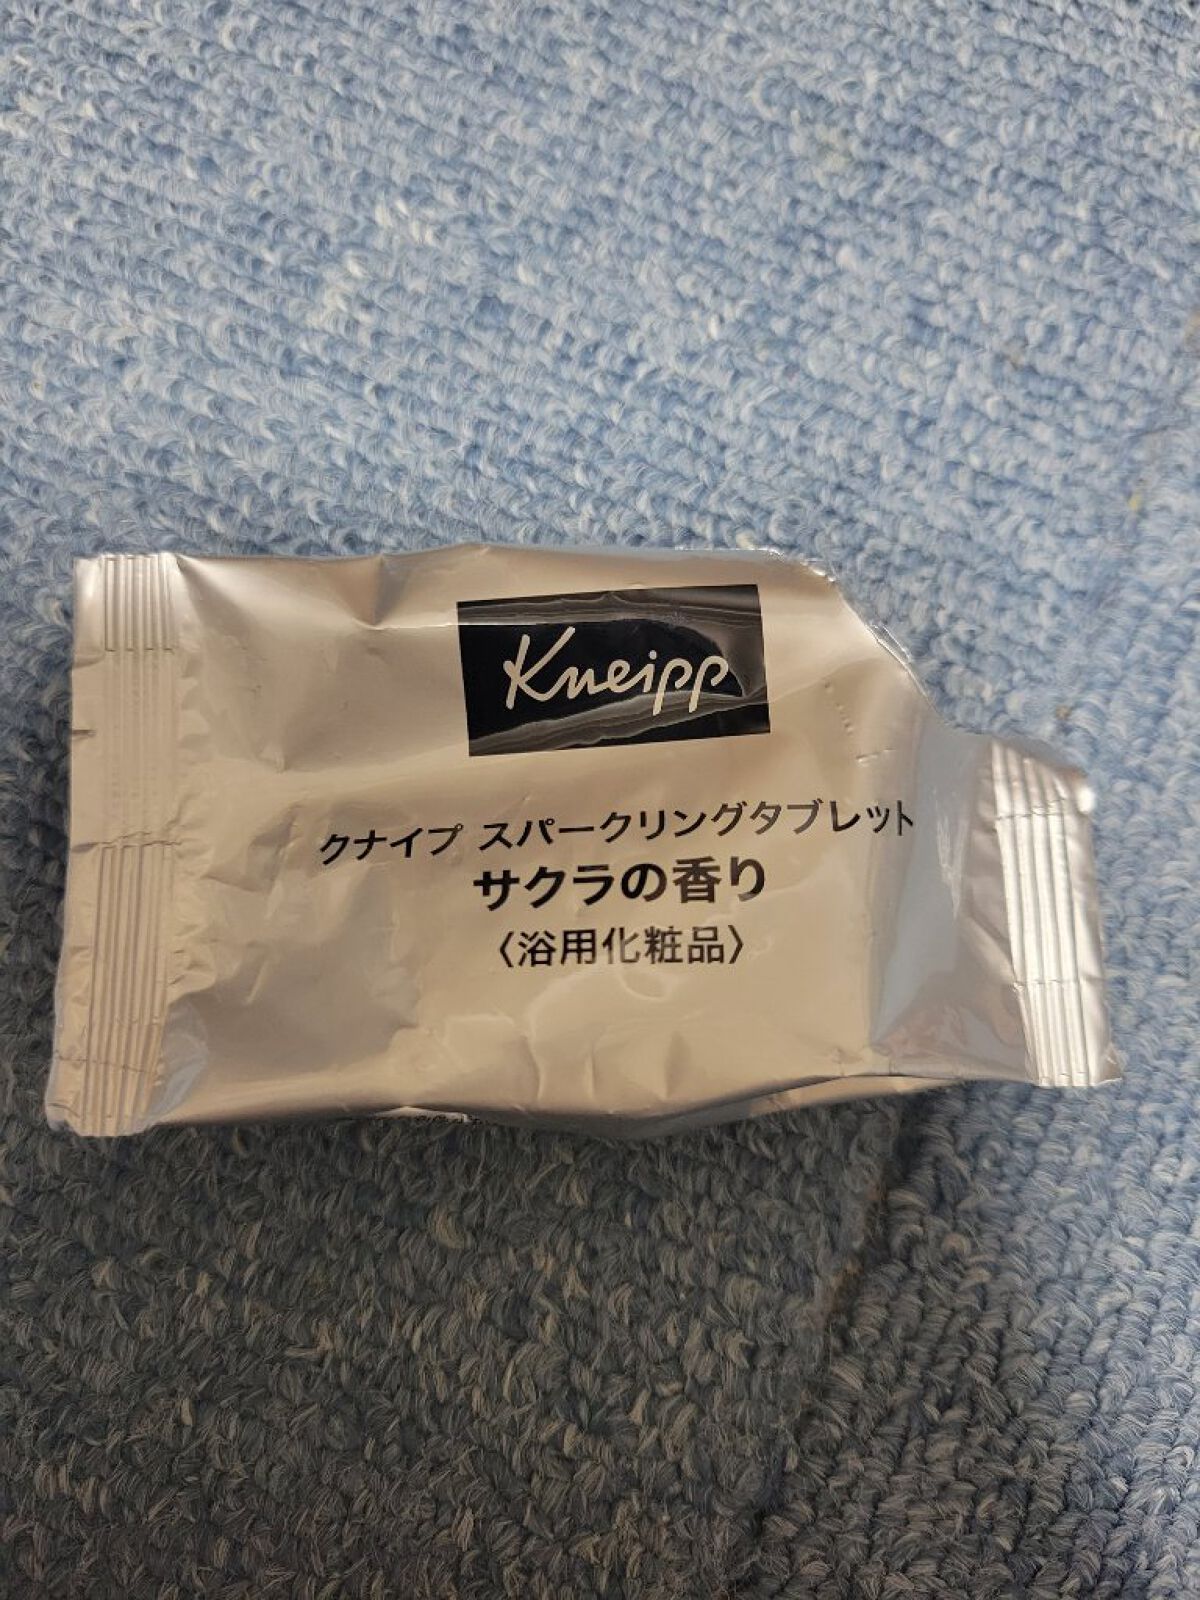 Kneipp
クナイプ スパークリングタブレット
サクラの香り
〈浴用化粧品〉